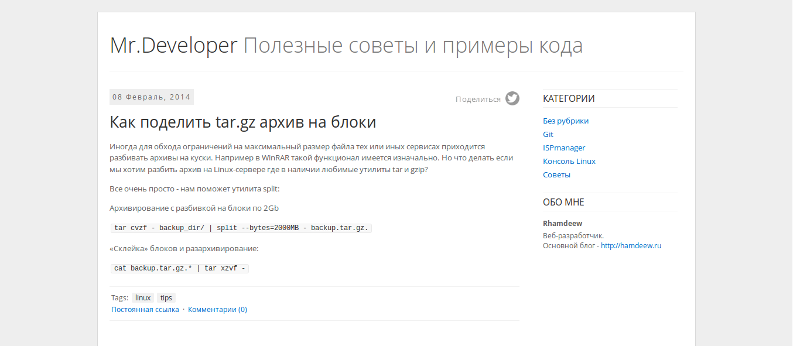 Mr.Developer Полезные советы и примеры кода
08 Февраль, 2014
Поделиться
Как поделить tar.gz архив на блоки
Иногда для обхода ограничений на максимальный размер файла тех или иных сервисах приходится
разбивать архивы на куски. Например в WinRAR такой функционал имеется изначально. Но что делать если
мы хотим разбить архив на Linux-сервере где в наличии любимые утилиты tar и gzip?
Все очень просто - нам поможет утилита split:
Архивирование с разбивкой на блоки по 2Gb
tar cvzf - backup_dir/ | split --bytes=2000MB - backup.tar.gz.
«Склейка» блоков и разархивирование:
cat backup.tar.gz.* | tar xzvf -
Tags: linux tips
Постоянная ссылка · Комментарии (0)
КАТЕГОРИИ
Без рубрики
Git
ISPmanager
Консоль Linux
Советы
ОБО МНЕ
Rhamdeew
Веб-разработчик.
Основной блог - http://hamdeew.ru